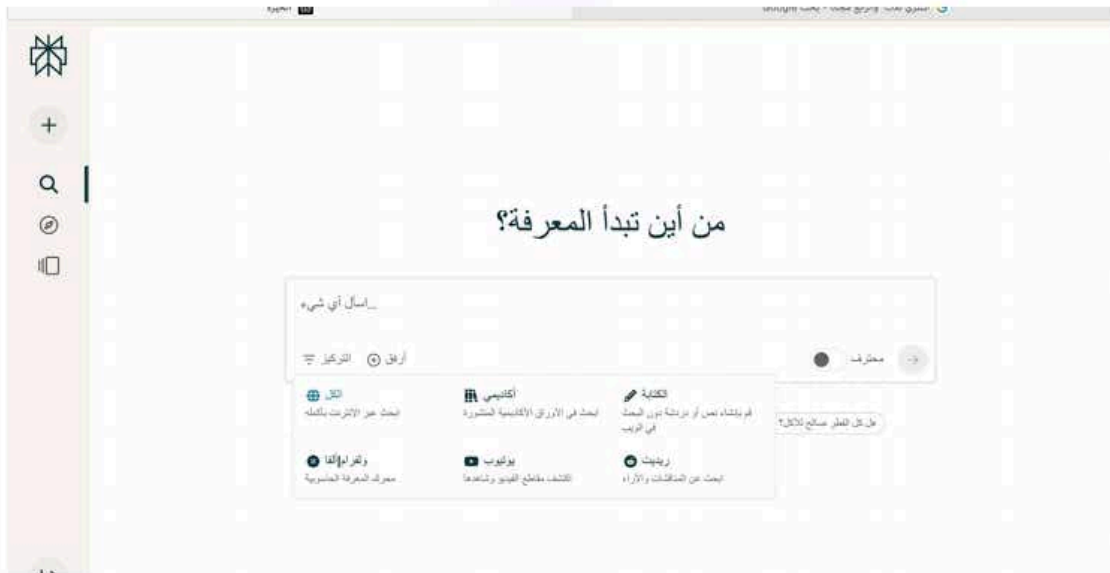 الحيرة
من أين تبدأ المعرفة؟
اسأل أي شيء...
التركيز
أرفق
محترف
الكل
ابحث عبر الإنترنت بأكمله
أكاديمي
ابحث في الأوراق الأكاديمية المنشورة
الكتابة
قم بإنشاء نص أو دردشة دون البحث
في الويب
هل كل الفطر صالح للأكل؟
ولفرام|ألفا
محرك المعرفة الحاسوبية
يوتيوب
اكتشف مقاطع الفيديو وشاهدها
ريديت
ابحث عن المناقشات والآراء